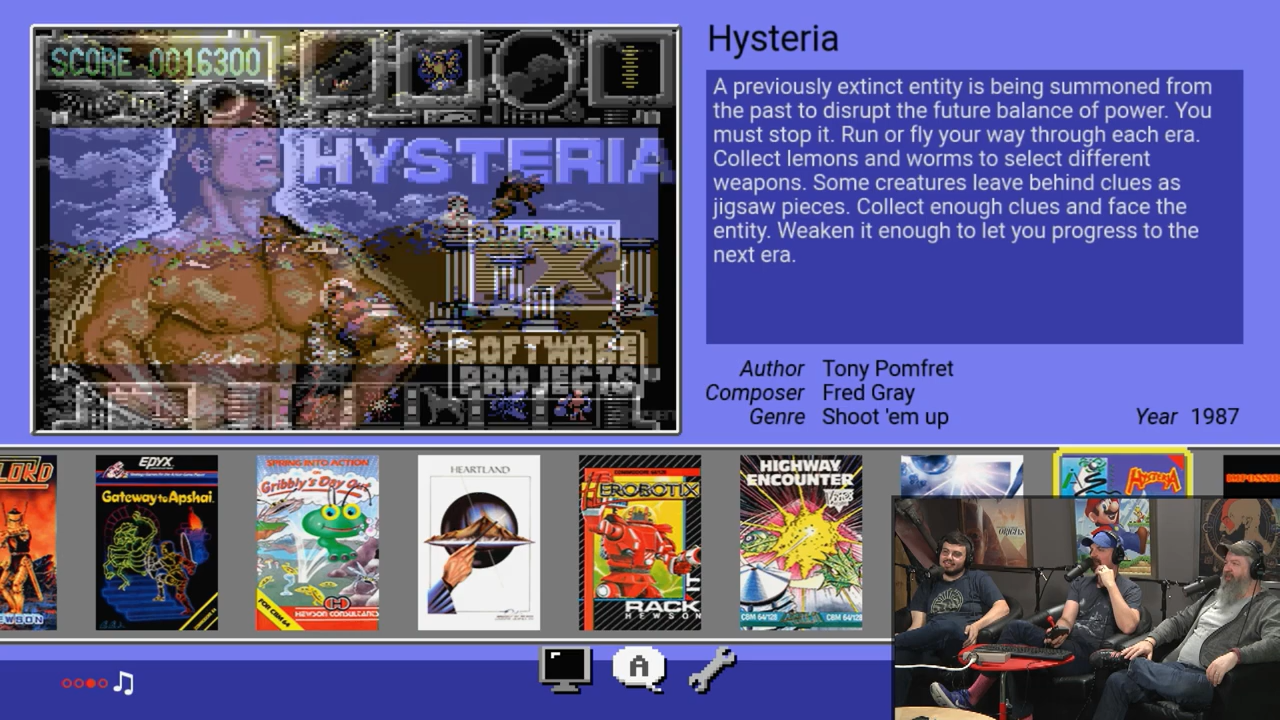 Hysteria
SCORE 0016300
HYSTERIA
SPECIAL
FX
SOFTWARE
PROJECTS
A previously extinct entity is being summoned from
the past to disrupt the future balance of power. You
must stop it. Run or fly your way through each era.
Collect lemons and worms to select different
weapons. Some creatures leave behind clues as
jigsaw pieces. Collect enough clues and face the
entity. Weaken it enough to let you progress to the
next era.
Author Tony Pomfret
Composer Fred Gray
Genre Shoot 'em up Year 1987
EPYX
Gateway to Apshai
SPRING INTO ACTION
Gribbly's Day Out
FOR CBM 64
HEWSON CONSULTANTS
HEARTLAND
COMMODORE 64/128
RACK
HEWSON
HIGHWAY
ENCOUNTER
CBM 64/128
HYSTERIA
A
ORIGINS